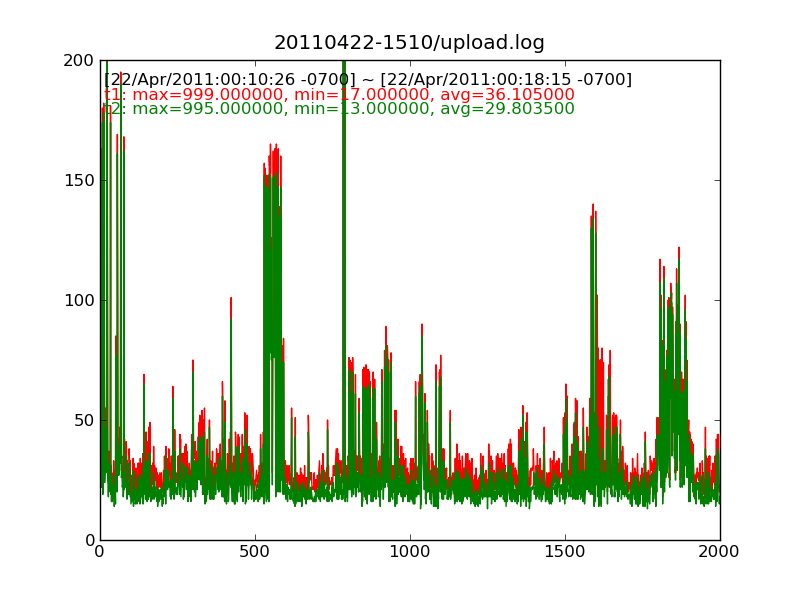 20110422-1510/upload.log
200
[22/Apr/2011:00:10:26 -0700] ~ [22/Apr/2011:00:18:15 -0700]
t1: max=999.000000, min=17.000000, avg=36.105000
t2: max=995.000000, min=13.000000, avg=29.803500
150
100
50
0
0 500 1000 1500 2000